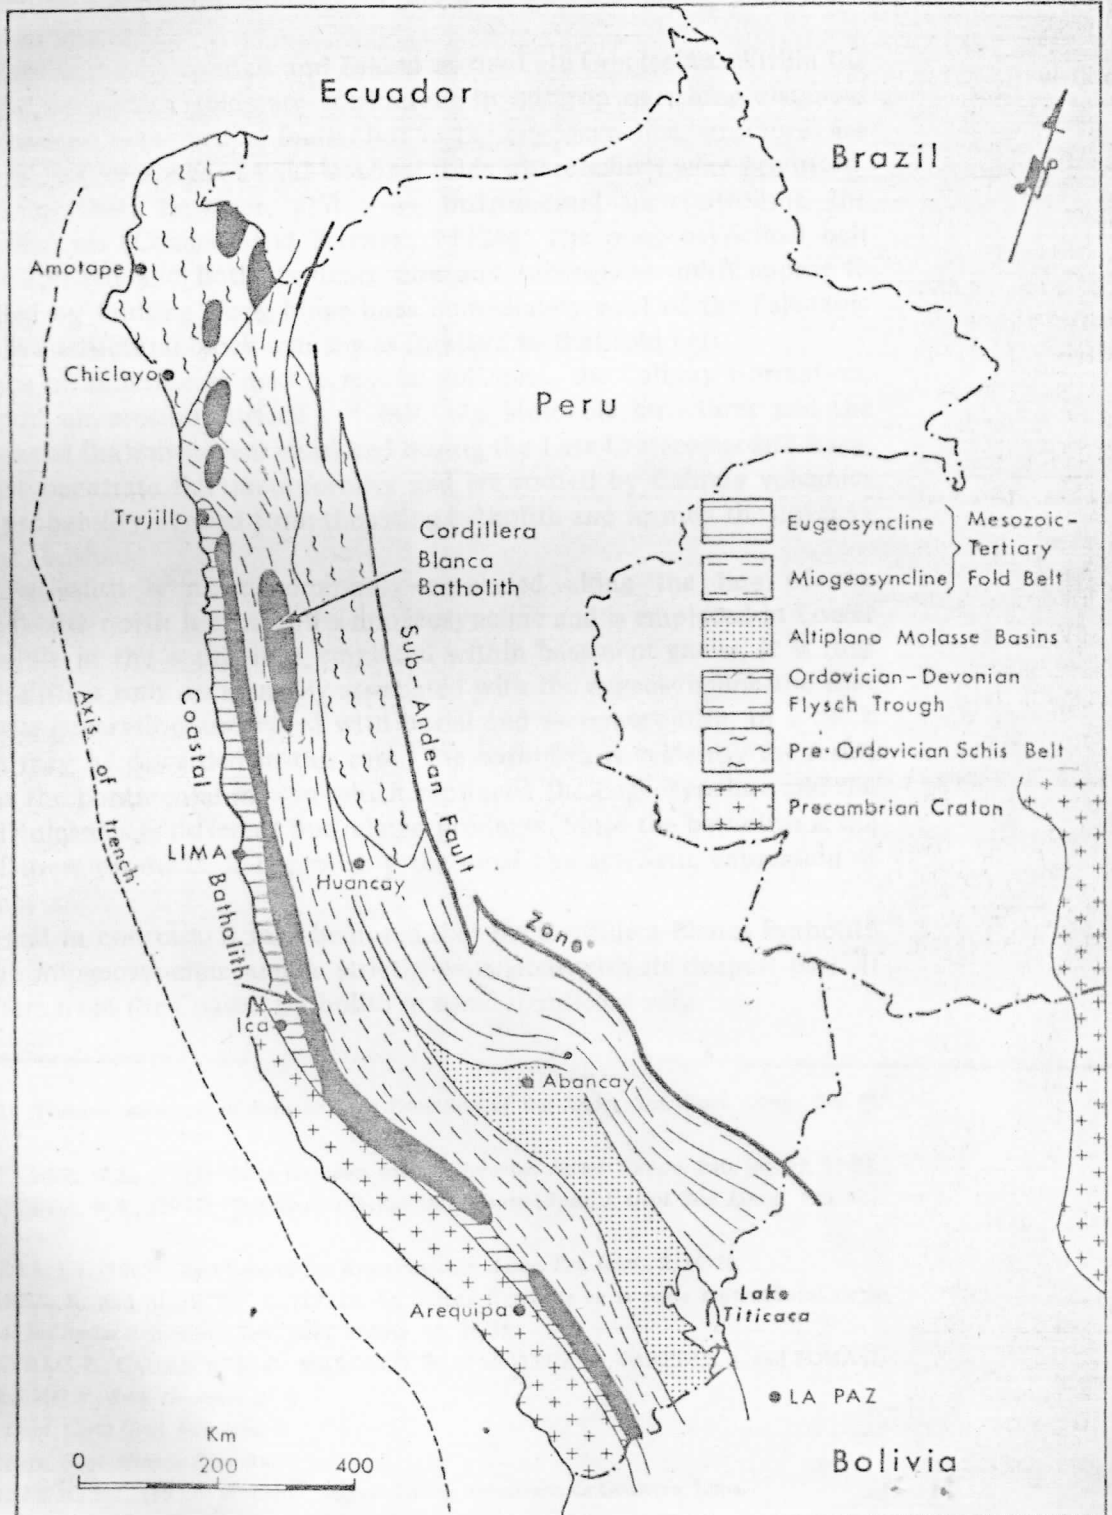 Ecuador
Brazil
Amotape
Chiclayo
Peru
Trujillo
Cordillera
Blanca
Batholith
Eugeosyncline
Miogeosyncline
Mesozoic-
Tertiary
Fold Belt
Altiplano Molasse Basins
Ordovician-Devonian
Flysch Trough
Pre-Ordovician Schis Belt
Precambrian Craton
Axis of trench
Coastal Batholith
Sub-Andean Fault Zone
LIMA
Huancay
Ica
Abancay
Arequipa
Lake
Titicaca
LA PAZ
Bolivia
Km
0 200 400